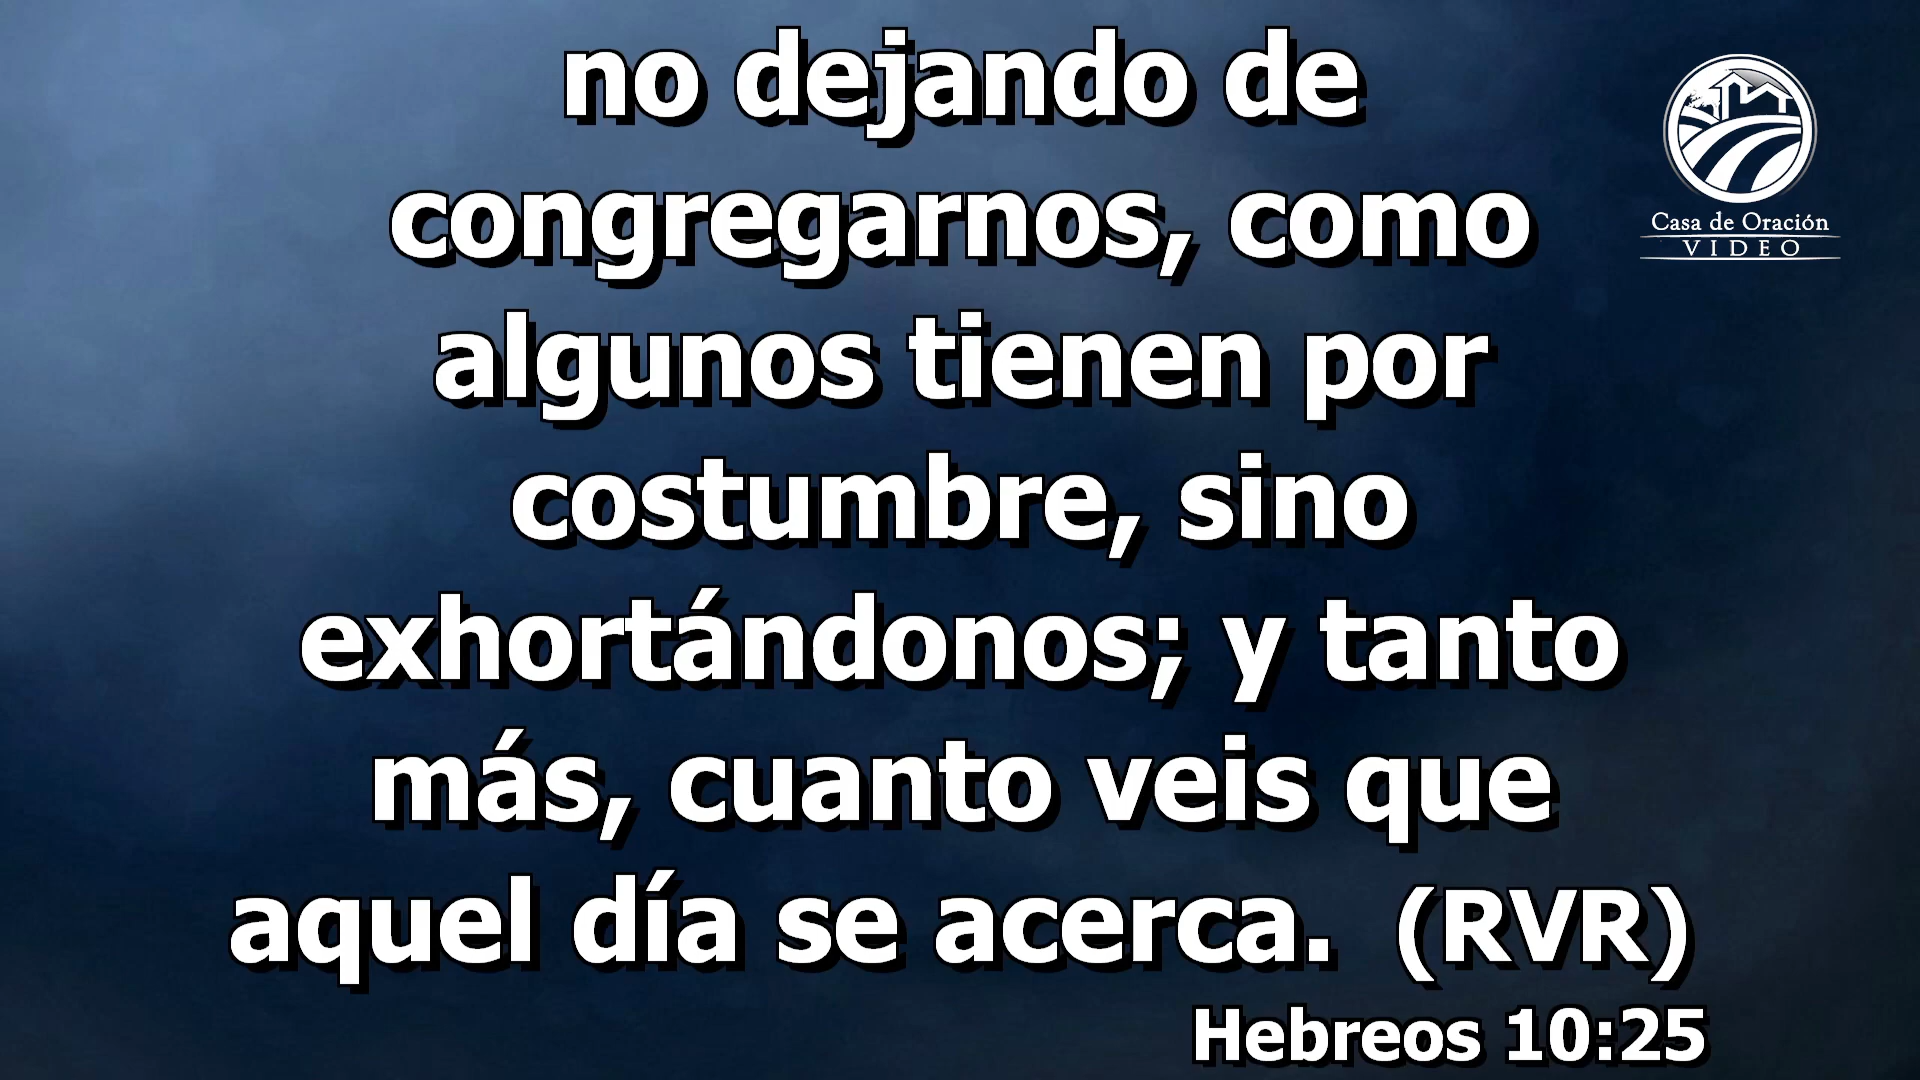 no dejando de
congregarnos, como
algunos tienen por
costumbre, sino
exhortándonos; y tanto
más, cuanto veis que
aquel día se acerca. (RVR)
Hebreos 10:25
Casa de Oración
VIDEO